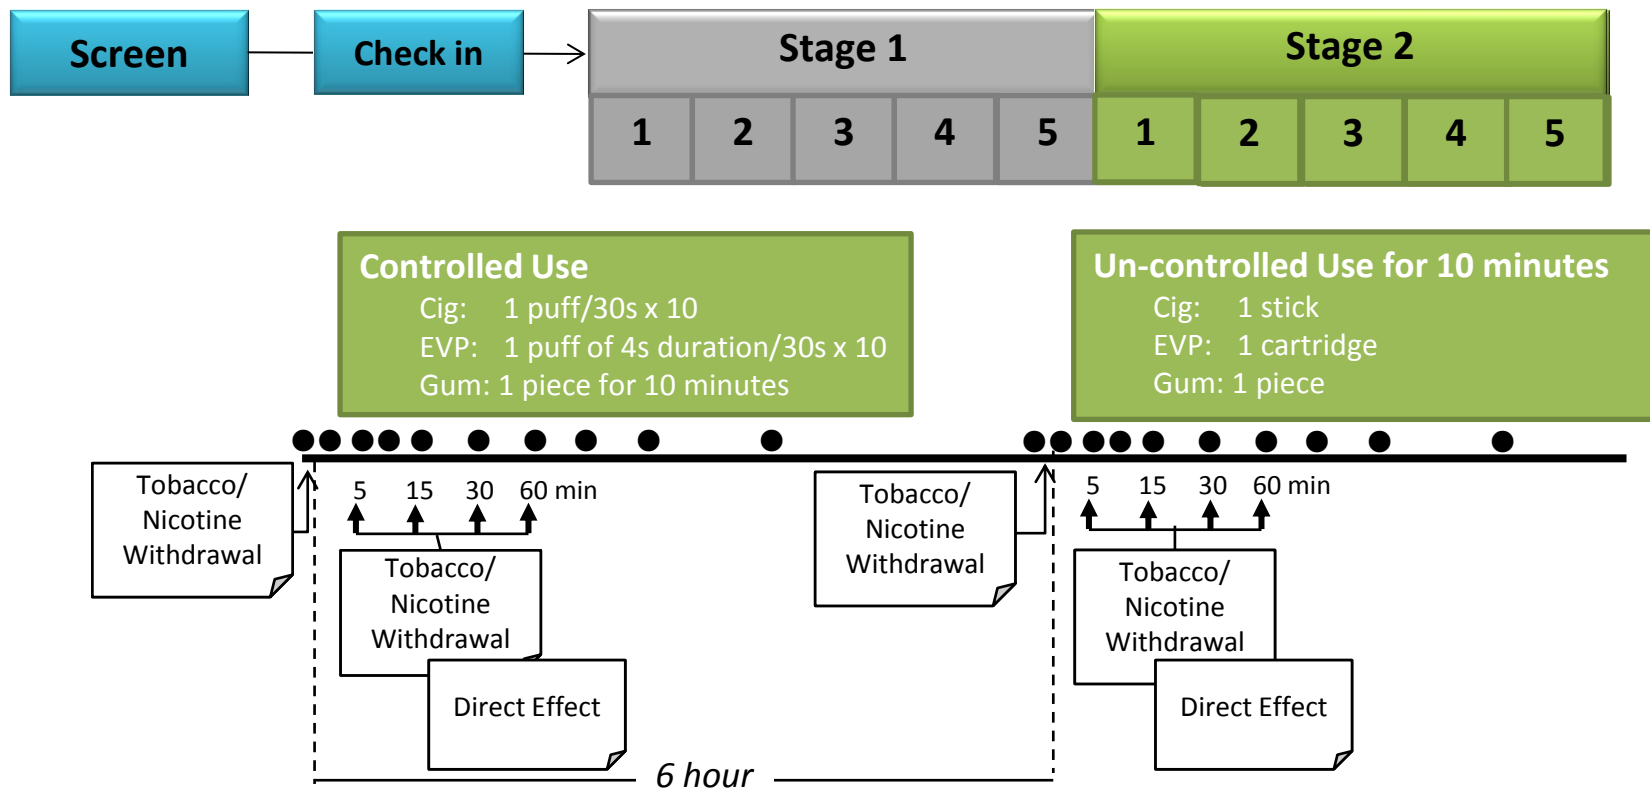 Screen
Check in
Stage 1
Stage 2
1 2 3 4 5 1 2 3 4 5
Controlled Use
Cig: 1 puff/30s x 10
EVP: 1 puff of 4s duration/30s x 10
Gum: 1 piece for 10 minutes
Un-controlled Use for 10 minutes
Cig: 1 stick
EVP: 1 cartridge
Gum: 1 piece
Tobacco/
Nicotine
Withdrawal
5 15 30 60 min
Tobacco/
Nicotine
Withdrawal
Direct Effect
Tobacco/
Nicotine
Withdrawal
5 15 30 60 min
Tobacco/
Nicotine
Withdrawal
Direct Effect
6 hour